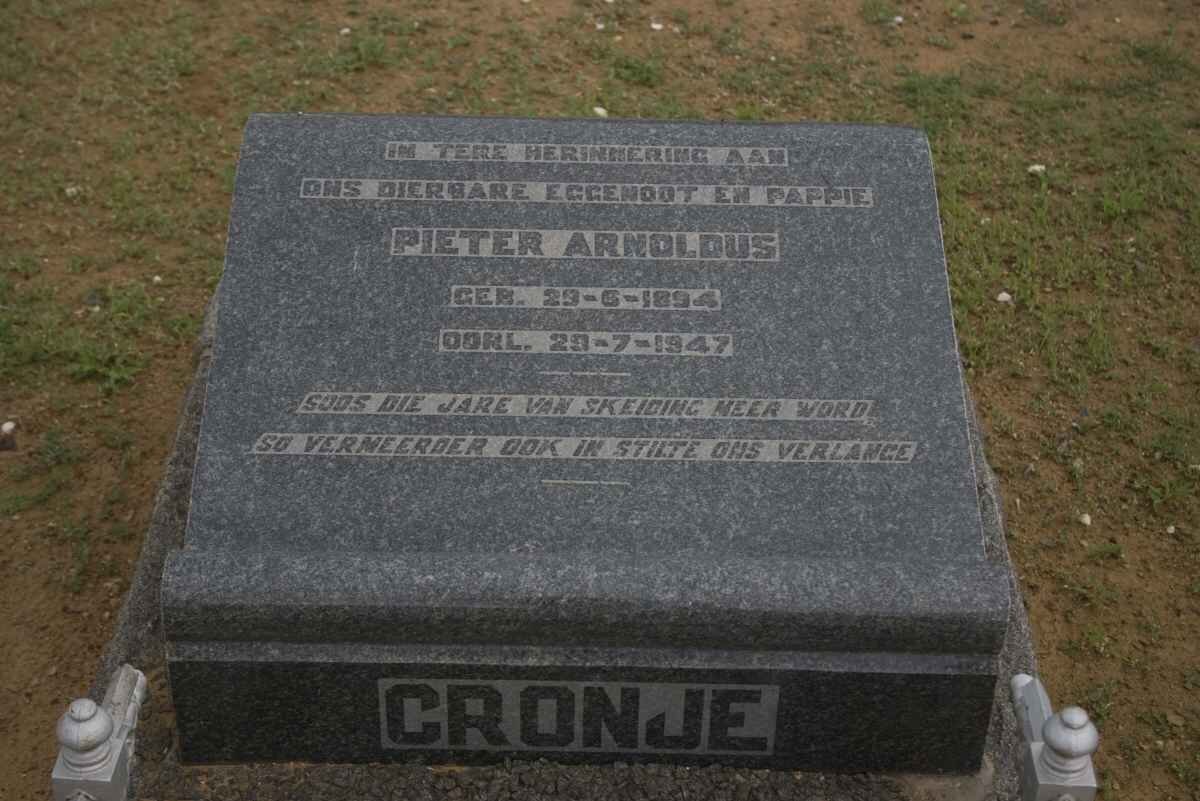 IN TERE HERINNERING AAN
ONS DIERBARE EGGENOOT EN PAPPIE
PIETER ARNOLDUS
GEB. 29-6-1894
OORL. 29-7-1947
SOOS DIE JARE VAN SKEIDING MEER WORD,
SO VERMEERDER OOK IN STILTE ONS VERLANGE
CRONJE